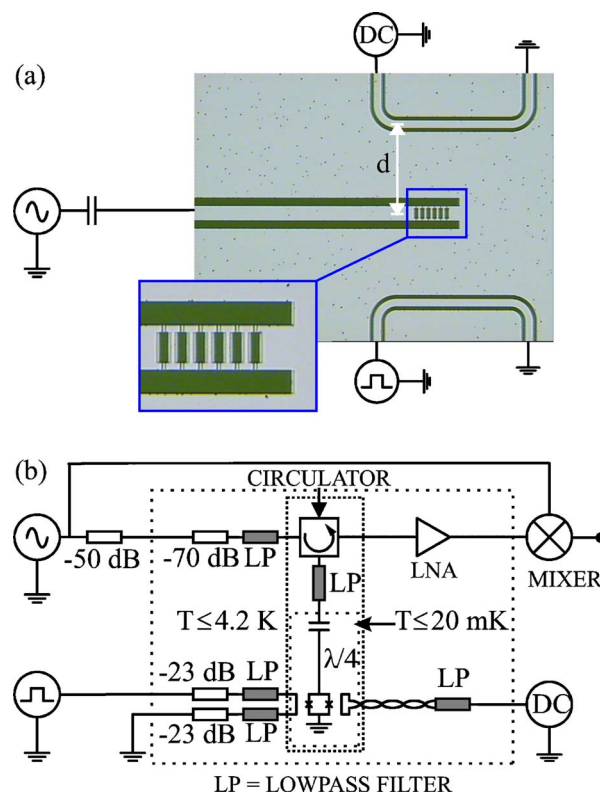 (a)
DC
d
(b)
CIRCULATOR
-50 dB
-70 dB
LP
LNA
MIXER
LP
T≤4.2 K
T≤20 mK
λ/4
-23 dB
LP
LP
-23 dB
LP
DC
LP = LOWPASS FILTER